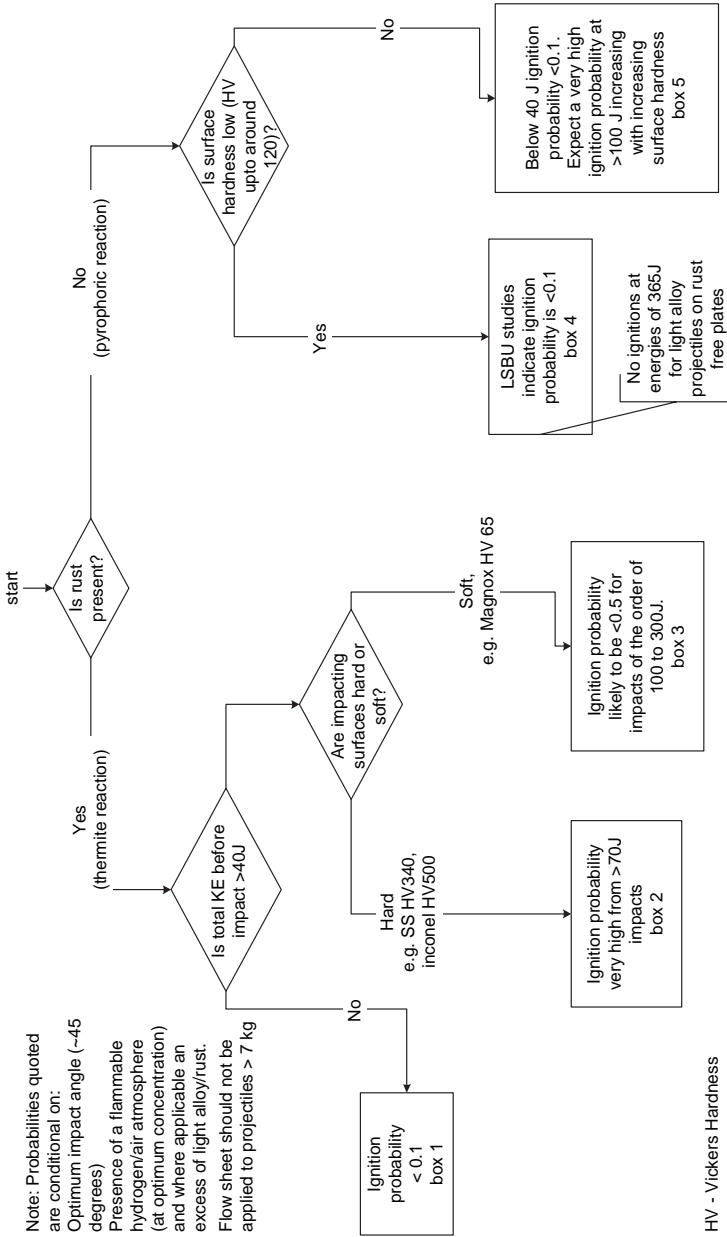 Note: Probabilities quoted
are conditional on:
Optimum impact angle (~45
degrees)
Presence of a flammable
hydrogen/air atmosphere
(at optimum concentration)
and where applicable an
excess of light alloy/rust.
Flow sheet should not be
applied to projectiles > 7 kg
start
Is rust
present?
Yes
(thermite reaction)
No
(pyrophoric reaction)
Is total KE before
impact >40J
Is surface
hardness low (HV
upto around
120)?
No
Ignition
probability
< 0.1
box 1
Are impacting
surfaces hard or
soft?
Hard
e.g. SS HV340,
inconel HV500
Soft,
e.g. Magnox HV 65
Ignition probability
very high from >70J
impacts
box 2
Ignition probability
likely to be <0.5 for
impacts of the order of
100 to 300J.
box 3
Yes
No
LSBU studies
indicate ignition
probability is <0.1
box 4
No ignitions at
energies of 365J
for light alloy
projectiles on rust
free plates
Below 40 J ignition
probability <0.1.
Expect a very high
ignition probability at
>100 J increasing
with increasing
surface hardness
box 5
HV - Vickers Hardness